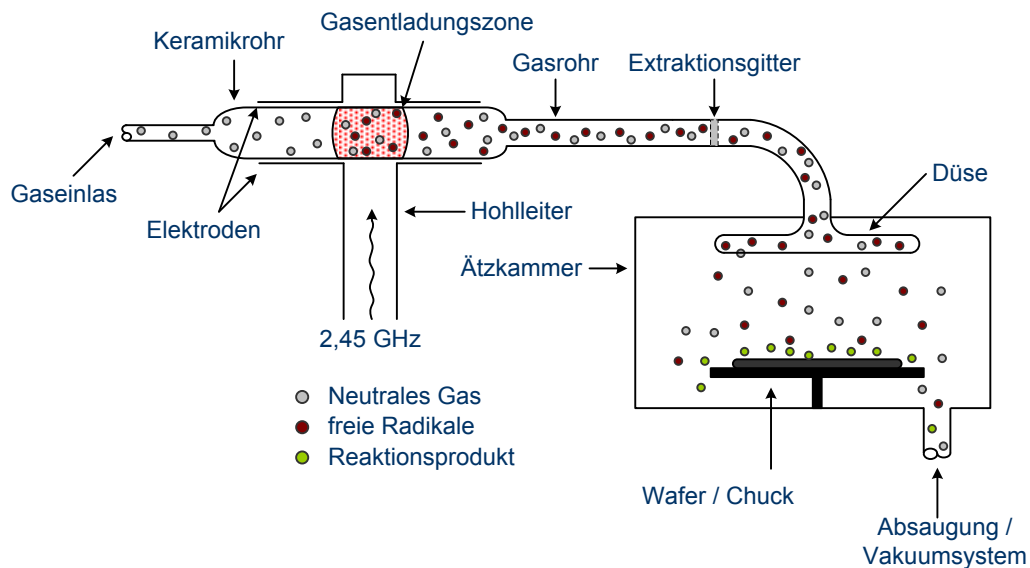 Gasentladungszone
Keramikrohr
Gasrohr
Extraktionsgitter
Gaseinlas
Elektroden
Hohlleiter
Düse
Ätzkammer
2,45 GHz
Neutrales Gas
freie Radikale
Reaktionsprodukt
Wafer / Chuck
Absaugung /
Vakuumsystem